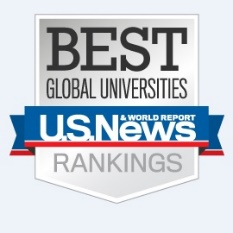 BEST
GLOBAL UNIVERSITIES
& WORLD REPORT
U.S.News
RANKINGS